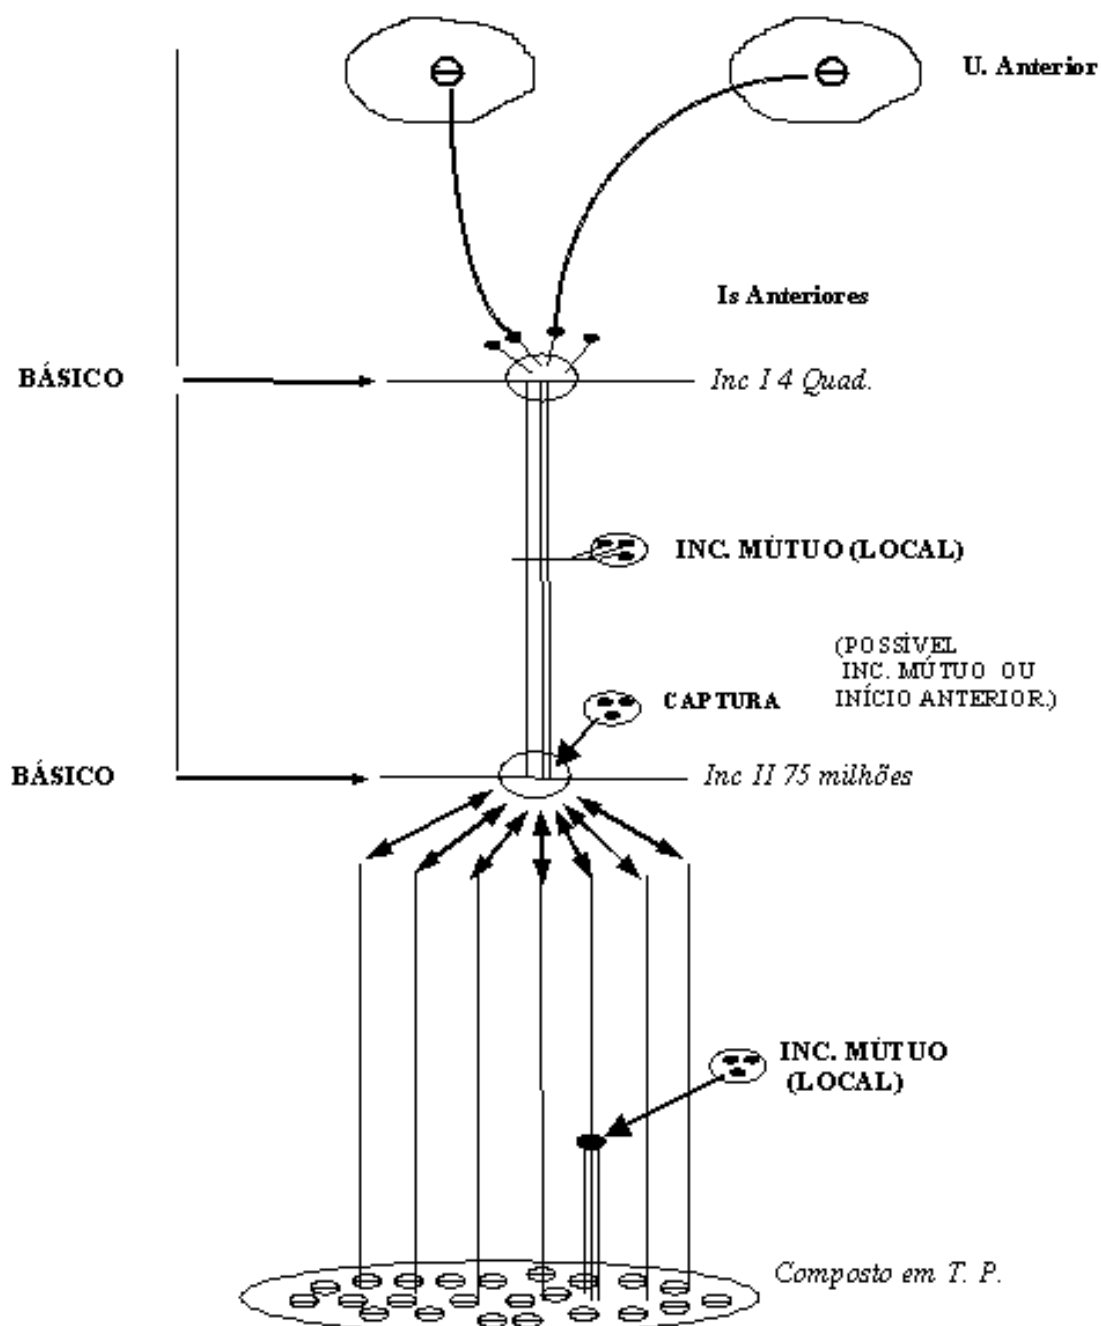 U. Anterior
Is Anteriores
BÁSICO
Inc I 4 Quad.
INC. MÚTUO (LOCAL)
(POSSÍVEL
INC. MÚTUO OU
CAPTURA
INÍCIO ANTERIOR.)
BÁSICO
Inc II 75 milhões
INC. MÚTUO
(LOCAL)
Composto em T. P.